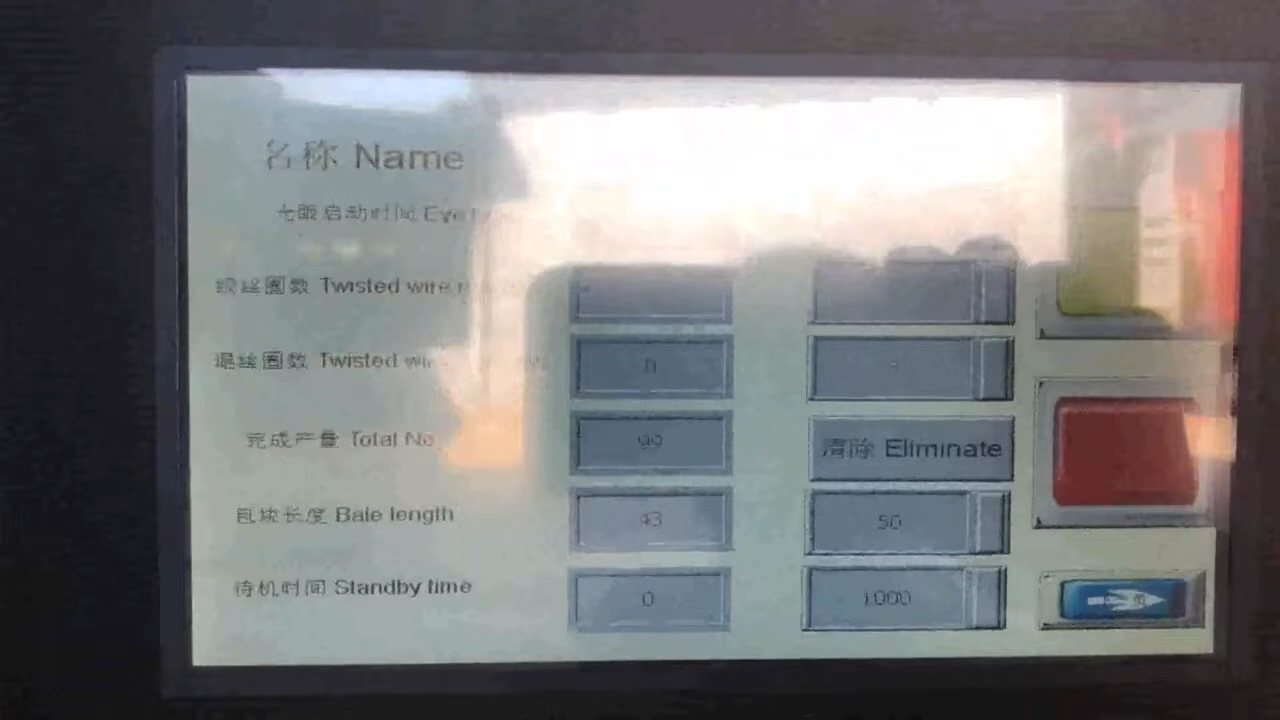 名称 Name
光眼启动时间 Eye
绞丝圈数 Twisted wire
退丝圈数 Twisted
完成产量 Total No
99
清除 Eliminate
包块长度 Bale length
43
50
待机时间 Standby time
0
1000